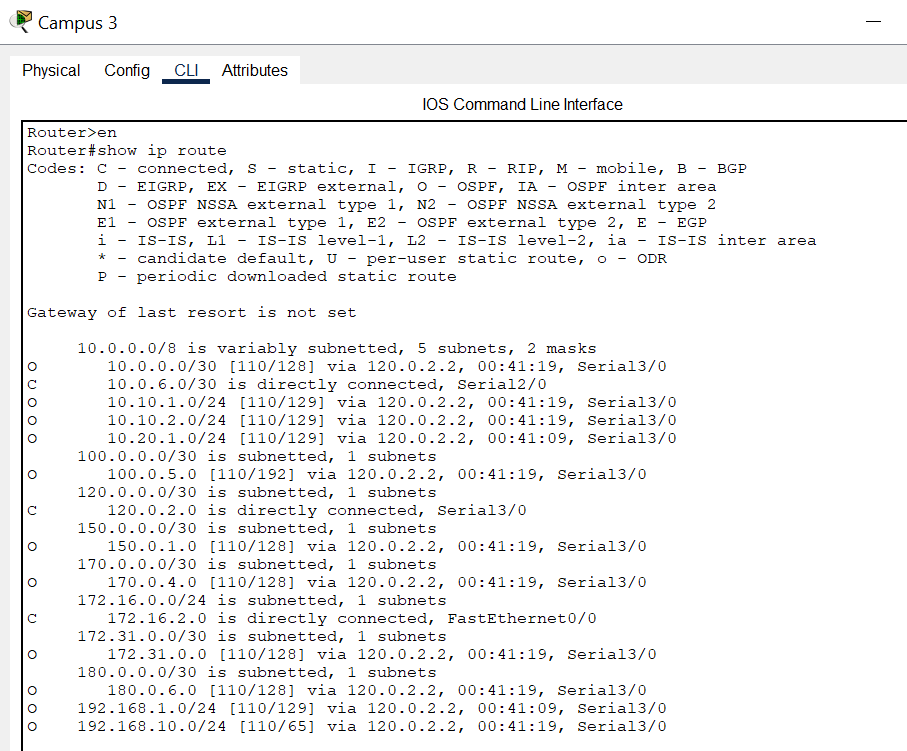 Campus 3
Physical Config CLI Attributes
IOS Command Line Interface
Router>en
Router#show ip route
Codes: C - connected, S - static, I - IGRP, R - RIP, M - mobile, B - BGP
       D - EIGRP, EX - EIGRP external, O - OSPF, IA - OSPF inter area
       N1 - OSPF NSSA external type 1, N2 - OSPF NSSA external type 2
       E1 - OSPF external type 1, E2 - OSPF external type 2, E - EGP
       i - IS-IS, L1 - IS-IS level-1, L2 - IS-IS level-2, ia - IS-IS inter area
       * - candidate default, U - per-user static route, o - ODR
       P - periodic downloaded static route
Gateway of last resort is not set
     10.0.0.0/8 is variably subnetted, 5 subnets, 2 masks
O       10.0.0.0/30 [110/128] via 120.0.2.2, 00:41:19, Serial3/0
C       10.0.6.0/30 is directly connected, Serial2/0
O       10.10.1.0/24 [110/129] via 120.0.2.2, 00:41:19, Serial3/0
O       10.10.2.0/24 [110/129] via 120.0.2.2, 00:41:19, Serial3/0
O       10.20.1.0/24 [110/129] via 120.0.2.2, 00:41:09, Serial3/0
     100.0.0.0/30 is subnetted, 1 subnets
O       100.0.5.0 [110/192] via 120.0.2.2, 00:41:19, Serial3/0
     120.0.0.0/30 is subnetted, 1 subnets
C       120.0.2.0 is directly connected, Serial3/0
     150.0.0.0/30 is subnetted, 1 subnets
O       150.0.1.0 [110/128] via 120.0.2.2, 00:41:19, Serial3/0
     170.0.0.0/30 is subnetted, 1 subnets
O       170.0.4.0 [110/128] via 120.0.2.2, 00:41:19, Serial3/0
     172.16.0.0/24 is subnetted, 1 subnets
C       172.16.2.0 is directly connected, FastEthernet0/0
     172.31.0.0/30 is subnetted, 1 subnets
O       172.31.0.0 [110/128] via 120.0.2.2, 00:41:19, Serial3/0
     180.0.0.0/30 is subnetted, 1 subnets
O       180.0.6.0 [110/128] via 120.0.2.2, 00:41:19, Serial3/0
O    192.168.1.0/24 [110/129] via 120.0.2.2, 00:41:09, Serial3/0
O    192.168.10.0/24 [110/65] via 120.0.2.2, 00:41:19, Serial3/0